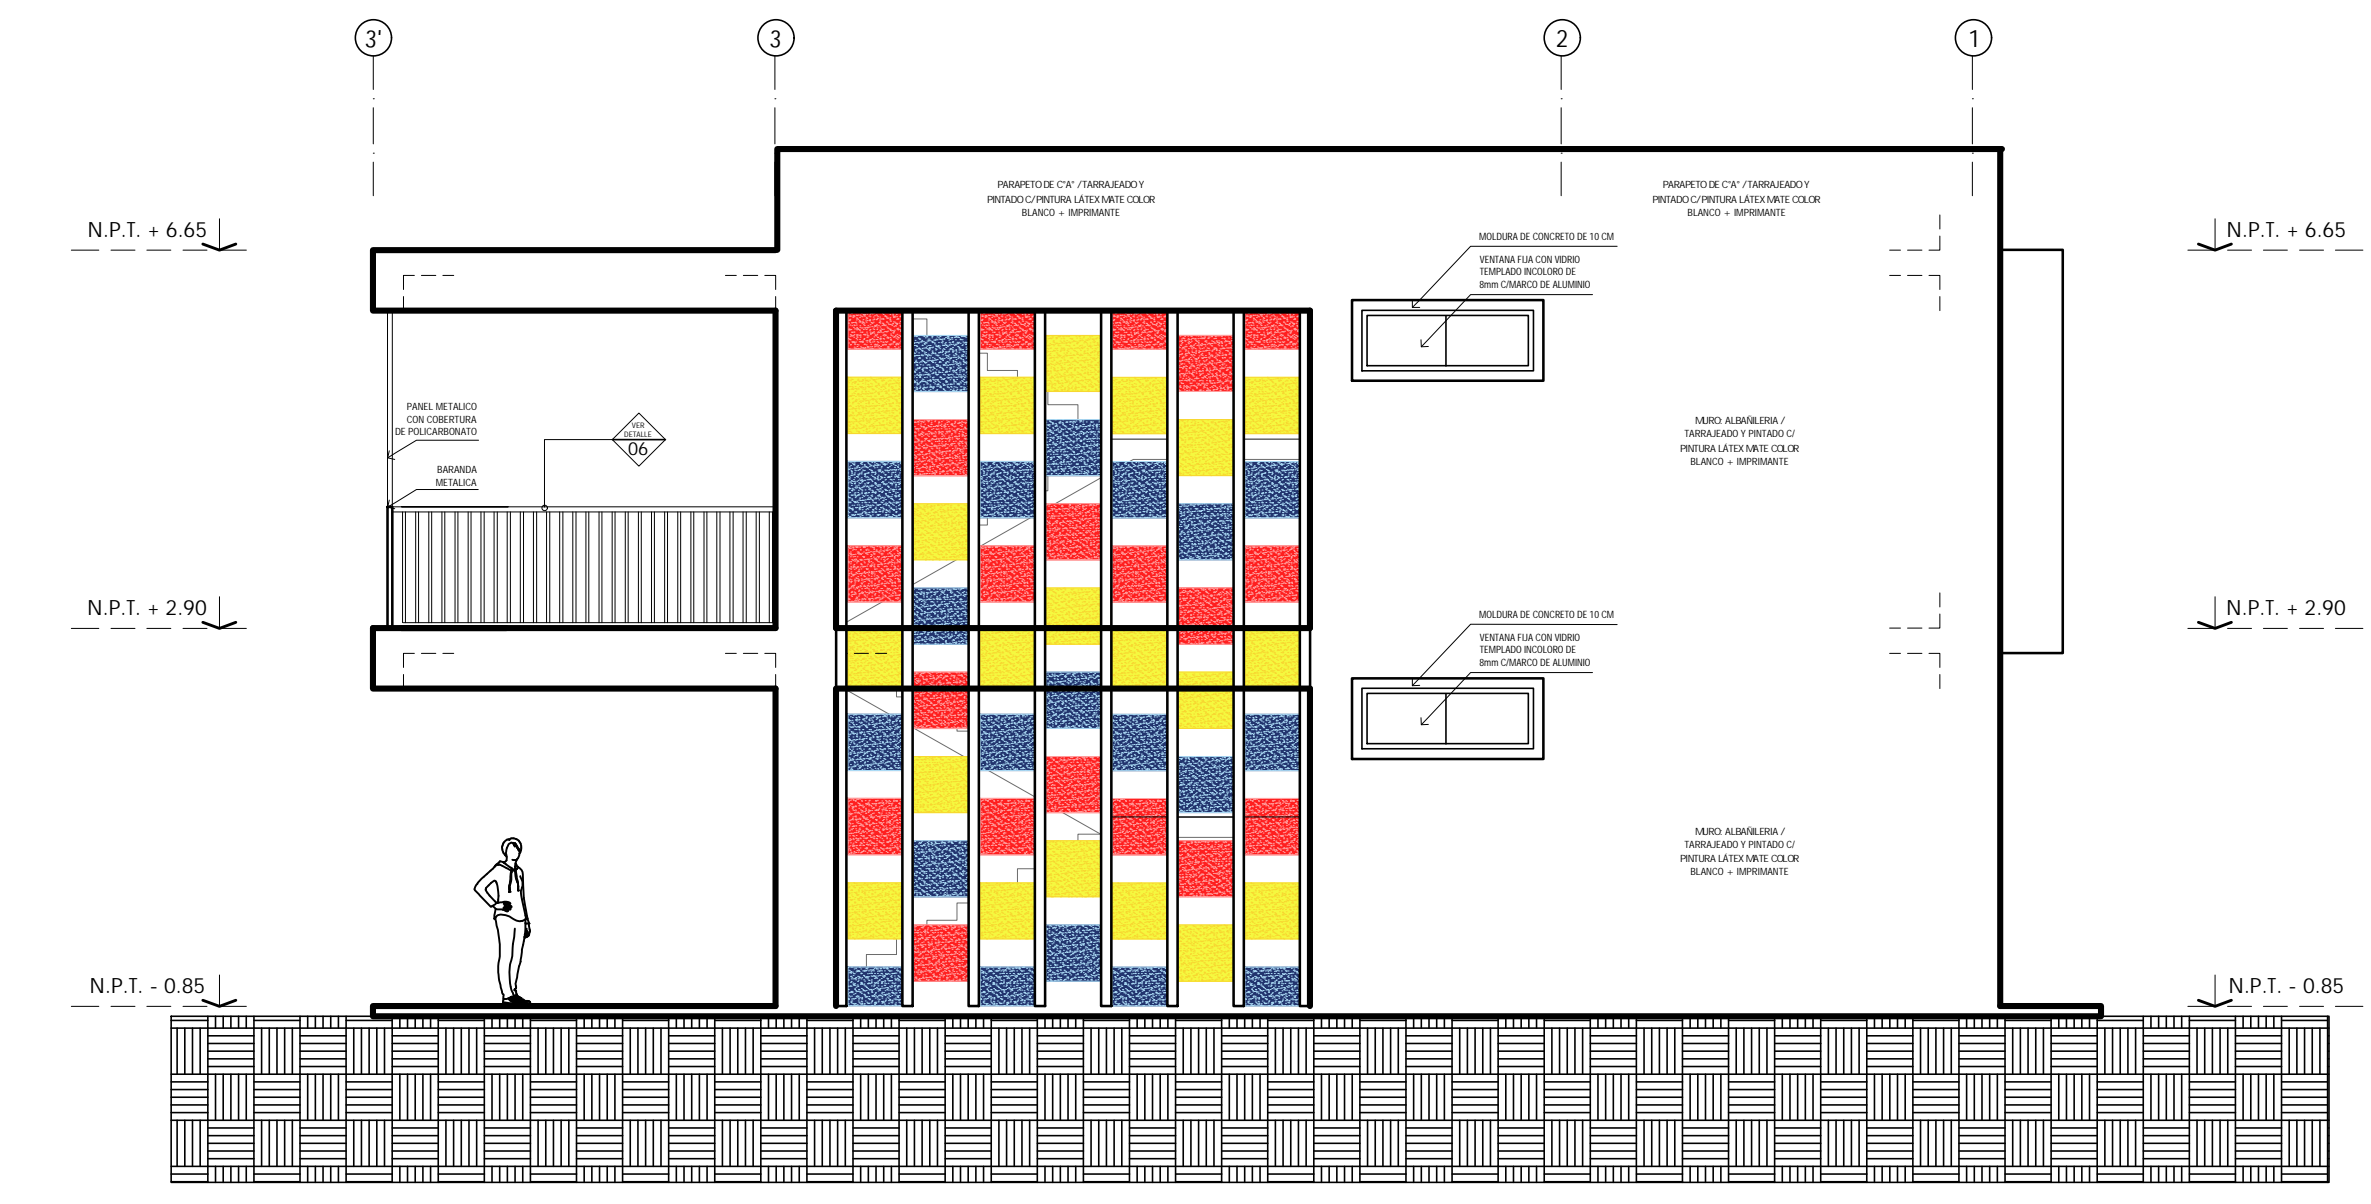 3'
3
2
1
PARAPETO DE C"A" / TARRAJEADO Y
PINTADO C/ PINTURA LÁTEX MATE COLOR
BLANCO + IMPRIMANTE
PARAPETO DE C"A" / TARRAJEADO Y
PINTADO C/ PINTURA LÁTEX MATE COLOR
BLANCO + IMPRIMANTE
N.P.T. + 6.65
N.P.T. + 6.65
MOLDURA DE CONCRETO DE 10 CM
VENTANA FIJA CON VIDRIO
TEMPLADO INCOLORO DE
8mm C/MARCO DE ALUMINIO
PANEL METALICO
CON COBERTURA
DE POLICARBONATO
VER
DETALLE
06
BARANDA
METALICA
MURO: ALBAÑILERIA /
TARRAJEADO Y PINTADO C/
PINTURA LÁTEX MATE COLOR
BLANCO + IMPRIMANTE
N.P.T. + 2.90
N.P.T. + 2.90
MOLDURA DE CONCRETO DE 10 CM
VENTANA FIJA CON VIDRIO
TEMPLADO INCOLORO DE
8mm C/MARCO DE ALUMINIO
MURO: ALBAÑILERIA /
TARRAJEADO Y PINTADO C/
PINTURA LÁTEX MATE COLOR
BLANCO + IMPRIMANTE
N.P.T. - 0.85
N.P.T. - 0.85